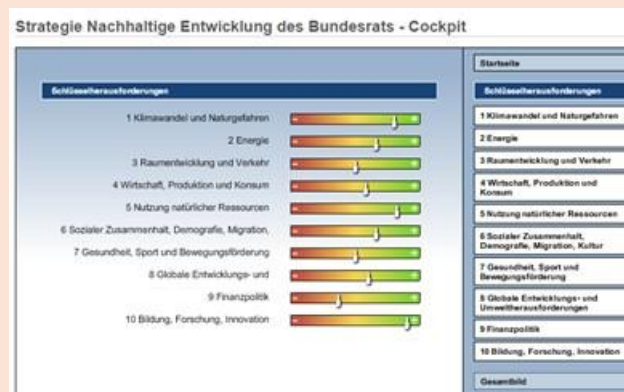 Strategie Nachhaltige Entwicklung des Bundesrats - Cockpit
Schlüsselherausforderungen
1 Klimawandel und Naturgefahren
2 Energie
3 Raumentwicklung und Verkehr
4 Wirtschaft, Produktion und Konsum
5 Nutzung natürlicher Ressourcen
6 Sozialer Zusammenhalt, Demografie, Migration,
7 Gesundheit, Sport und Bewegungsförderung
8 Globale Entwicklungs- und
9 Finanzpolitik
10 Bildung, Forschung, Innovation
Startseite
Schlüsselherausforderungen
1 Klimawandel und Naturgefahren
2 Energie
3 Raumentwicklung und Verkehr
4 Wirtschaft, Produktion und
Konsum
5 Nutzung natürlicher Ressourcen
6 Sozialer Zusammenhalt,
Demografie, Migration, Kultur
7 Gesundheit, Sport und
Bewegungsförderung
8 Globale Entwicklungs- und
Umweltherausforderungen
9 Finanzpolitik
10 Bildung, Forschung, Innovation
Gesamtbild